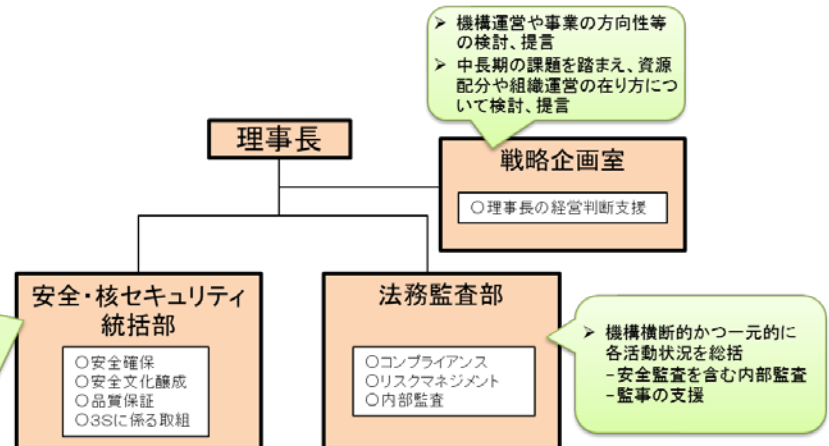 ➢ 機構運営や事業の方向性等
の検討、提言
➢ 中長期の課題を踏まえ、資源
配分や組織運営の在り方につ
いて検討、提言
理事長
戦略企画室
○理事長の経営判断支援
安全・核セキュリティ
統括部
○安全確保
○安全文化醸成
○品質保証
○3Sに係る取組
法務監査部
○コンプライアンス
○リスクマネジメント
○内部監査
➢ 機構横断的かつ一元的に
各活動状況を総括
-安全監査を含む内部監査
-監事の支援